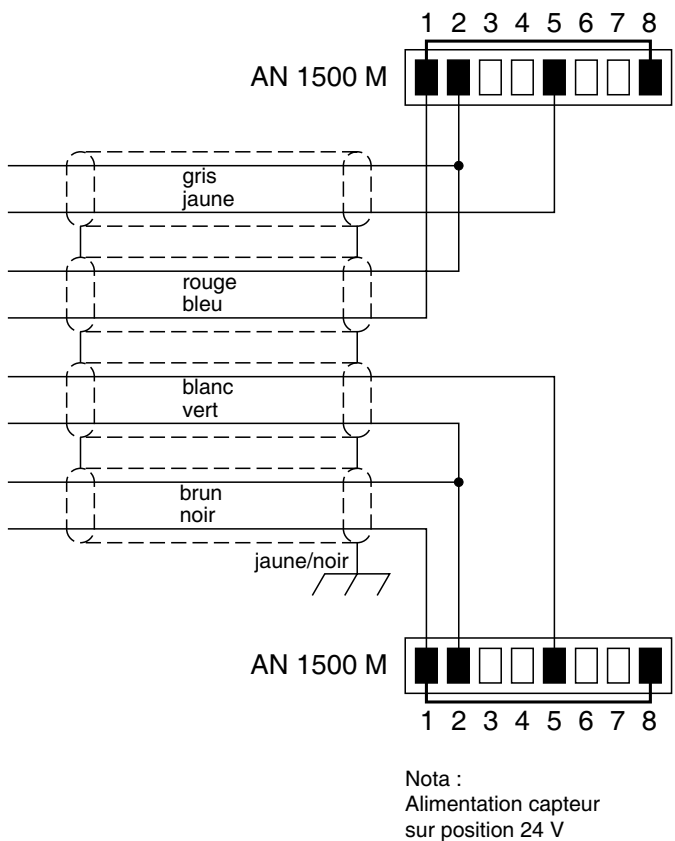 1 2 3 4 5 6 7 8
AN 1500 M
gris
jaune
rouge
bleu
blanc
vert
brun
noir
jaune/noir
AN 1500 M
1 2 3 4 5 6 7 8
Nota :
Alimentation capteur
sur position 24 V